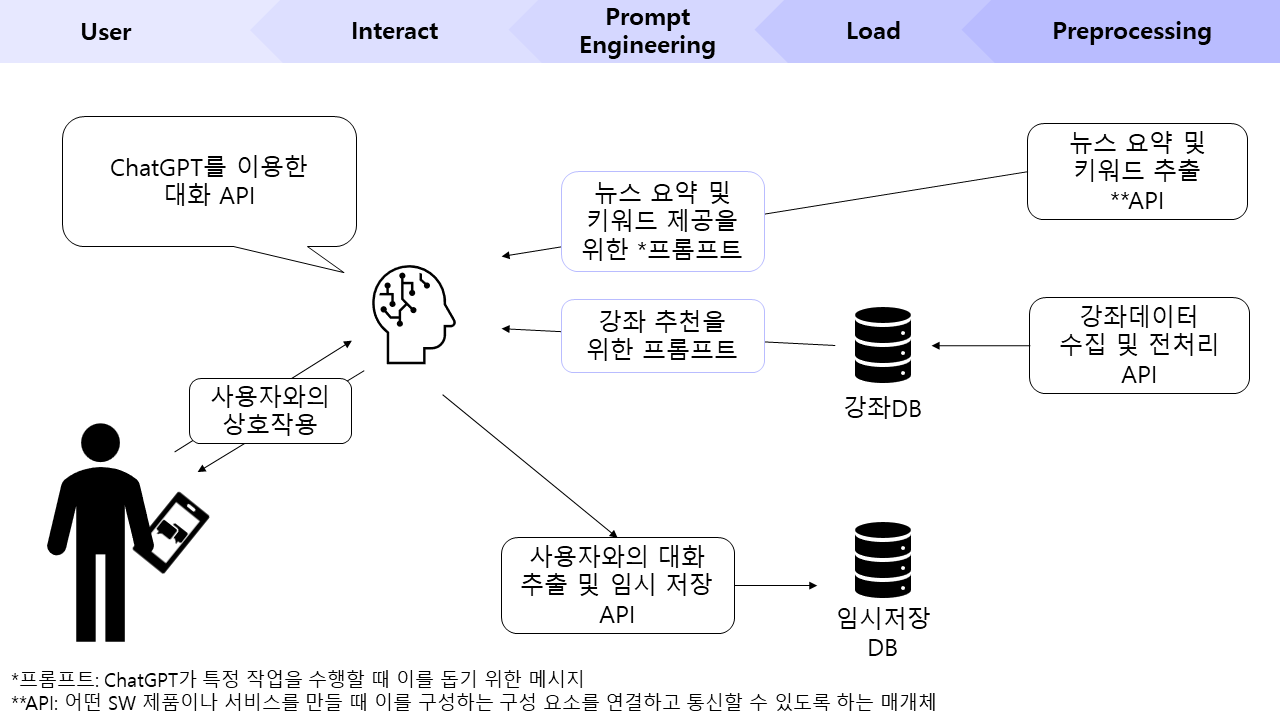 User
Interact
Prompt
Engineering
Load
Preprocessing
ChatGPT를 이용한
대화 API
뉴스 요약 및
키워드 제공을
위한 *프롬프트
뉴스 요약 및
키워드 추출
**API
강좌 추천을
위한 프롬프트
강좌DB
강좌데이터
수집 및 전처리
API
사용자와의
상호작용
사용자와의 대화
추출 및 임시 저장
API
임시저장
DB
*프롬프트: ChatGPT가 특정 작업을 수행할 때 이를 돕기 위한 메시지
**API: 어떤 SW 제품이나 서비스를 만들 때 이를 구성하는 구성 요소를 연결하고 통신할 수 있도록 하는 매개체